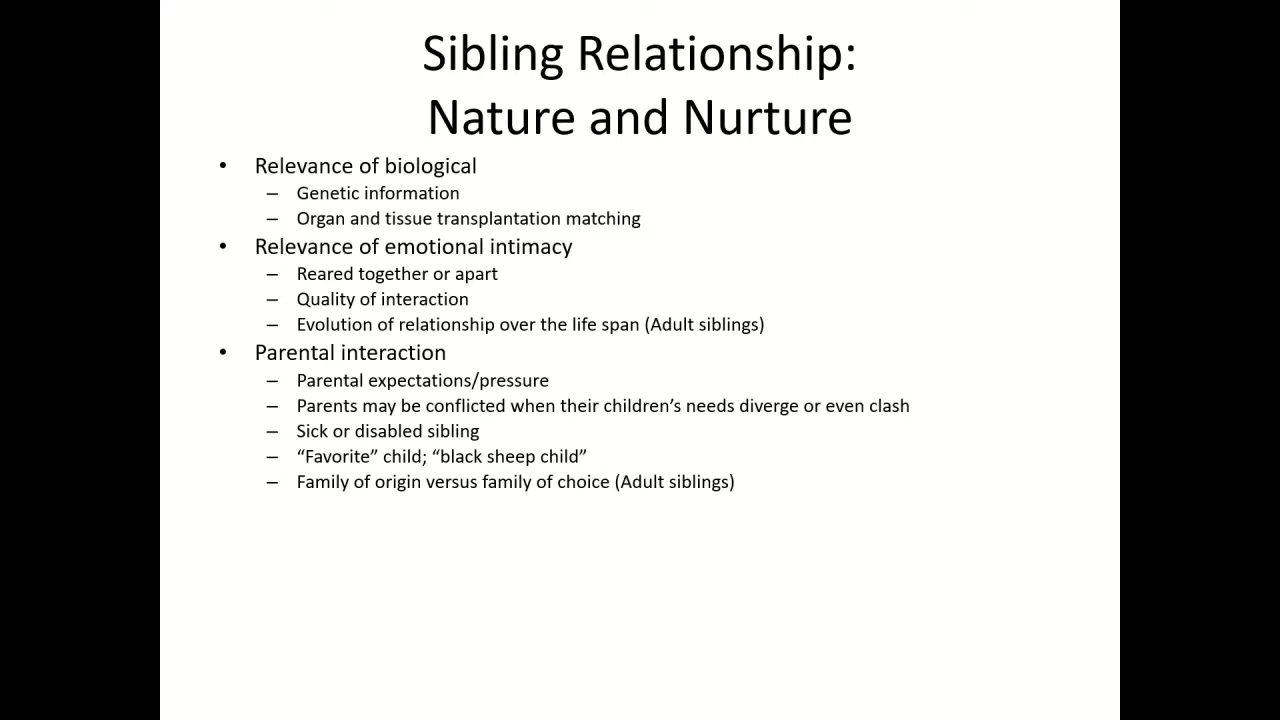 Sibling Relationship:
Nature and Nurture
• Relevance of biological
– Genetic information
– Organ and tissue transplantation matching
• Relevance of emotional intimacy
– Reared together or apart
– Quality of interaction
– Evolution of relationship over the life span (Adult siblings)
• Parental interaction
– Parental expectations/pressure
– Parents may be conflicted when their children’s needs diverge or even clash
– Sick or disabled sibling
– “Favorite” child; “black sheep child”
– Family of origin versus family of choice (Adult siblings)